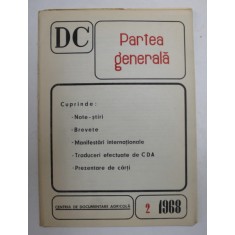 DC
Partea
generală
Cuprinde:
- Note-știri
- Brevete
- Manifestări internaționale
- Traduceri efectuate de CDA
- Prezentare de cărți
CENTRUL DE DOCUMENTARE AGRICOLĂ
2
1968